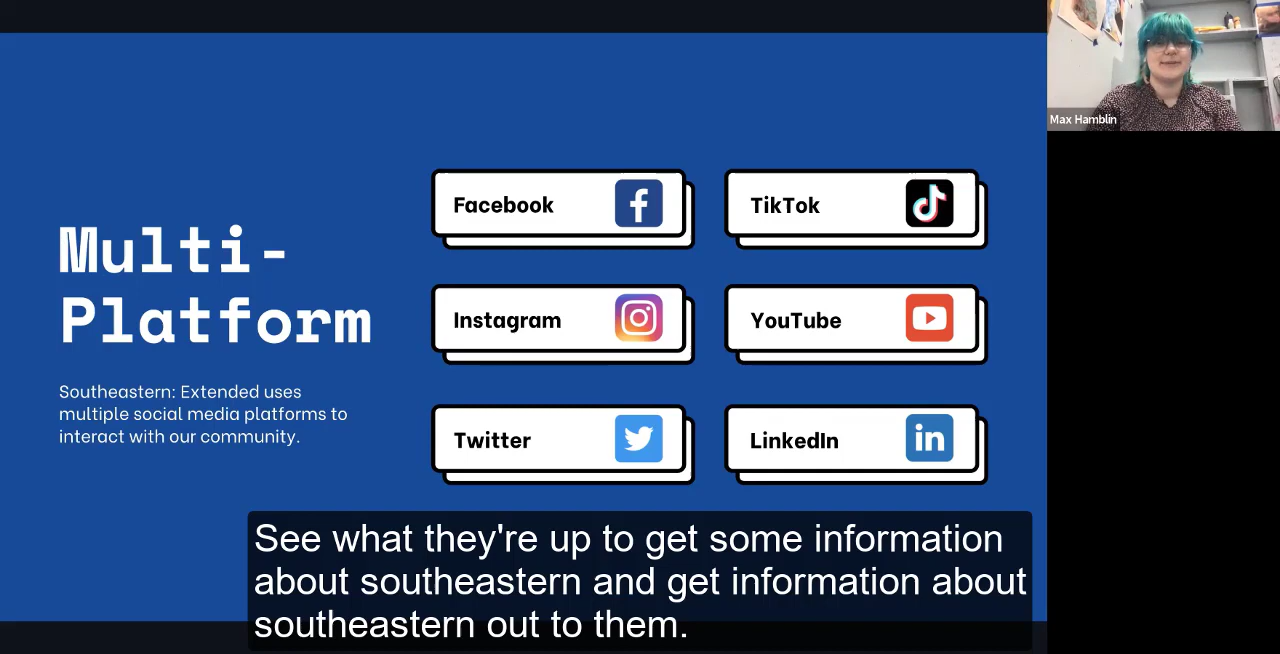 Max Hamblin
Multi-
Platform
Southeastern: Extended uses
multiple social media platforms to
interact with our community.
Facebook
TikTok
Instagram
YouTube
Twitter
LinkedIn
See what they're up to get some information
about southeastern and get information about
southeastern out to them.